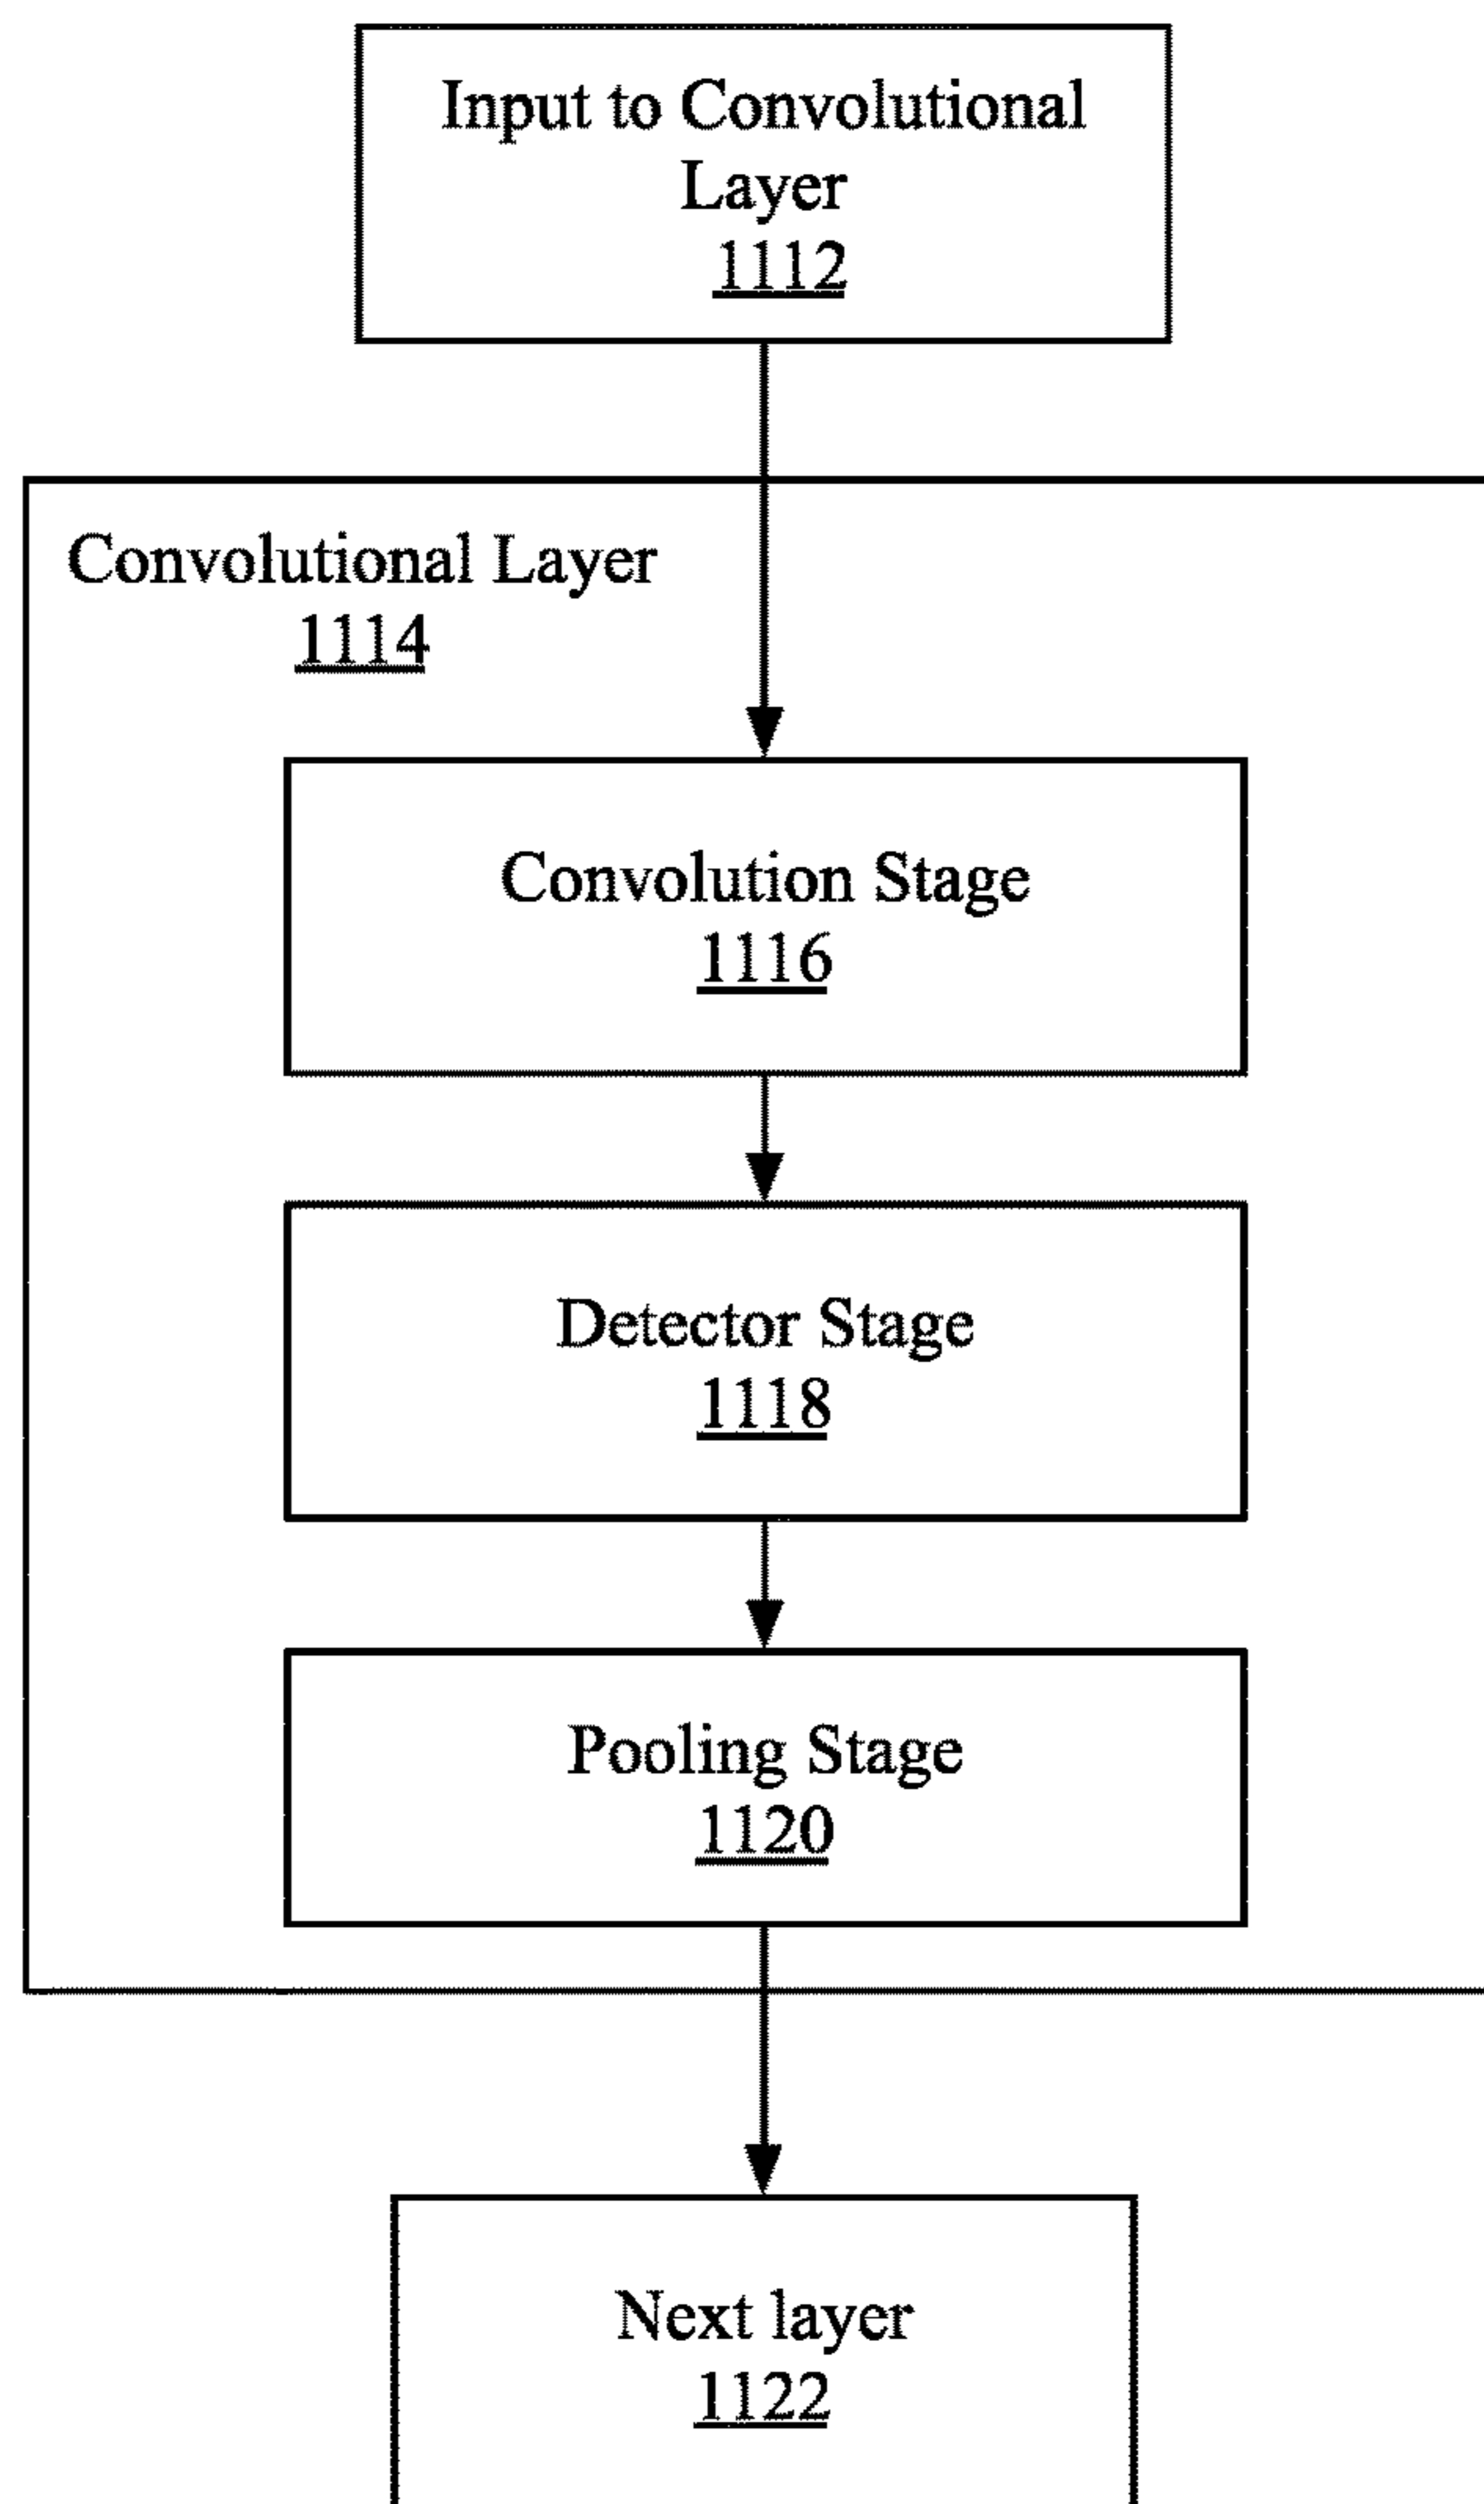 Input to Convolutional
Layer
1112
Convolutional Layer
1114
Convolution Stage
1116
Detector Stage
1118
Pooling Stage
1120
Next layer
1122